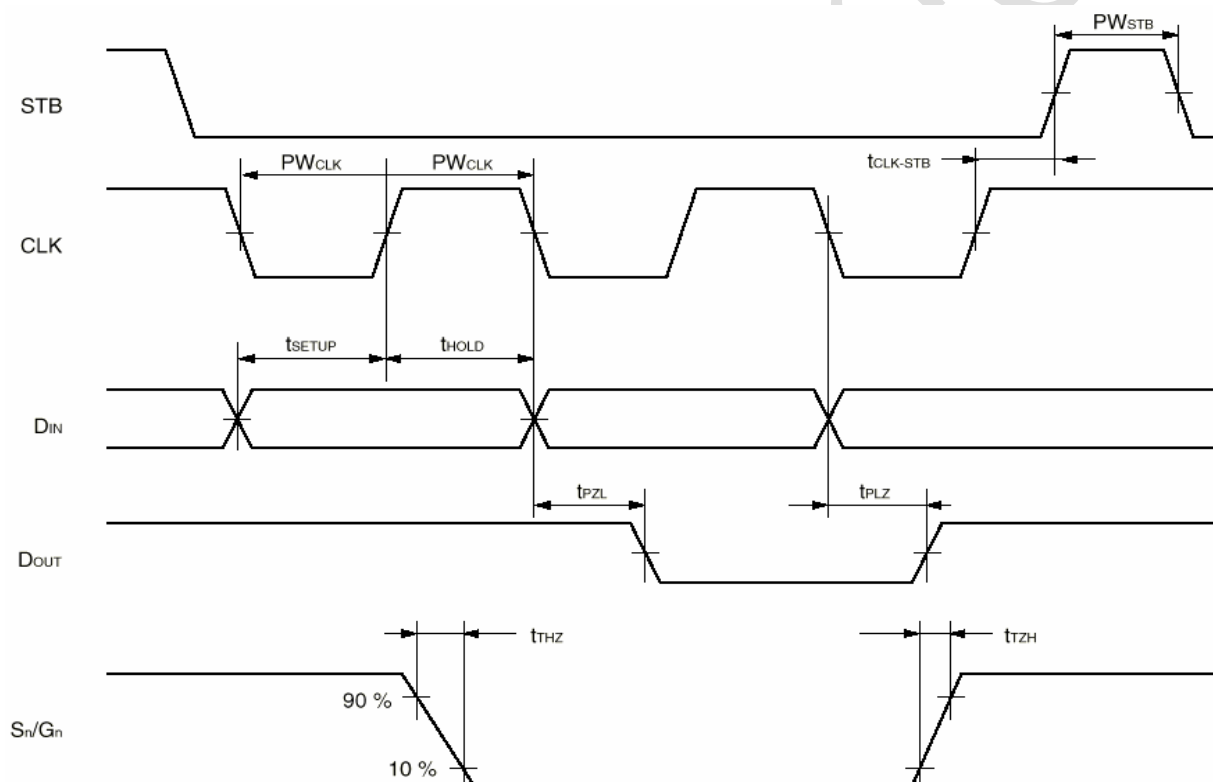 PWSTB
STB
PWCLK PWCLK tCLK-STB
CLK
tSETUP tHOLD
DIN
tPZL tPLZ
DOUT
tTHZ tTZH
90 %
Sn/Gn
10 %